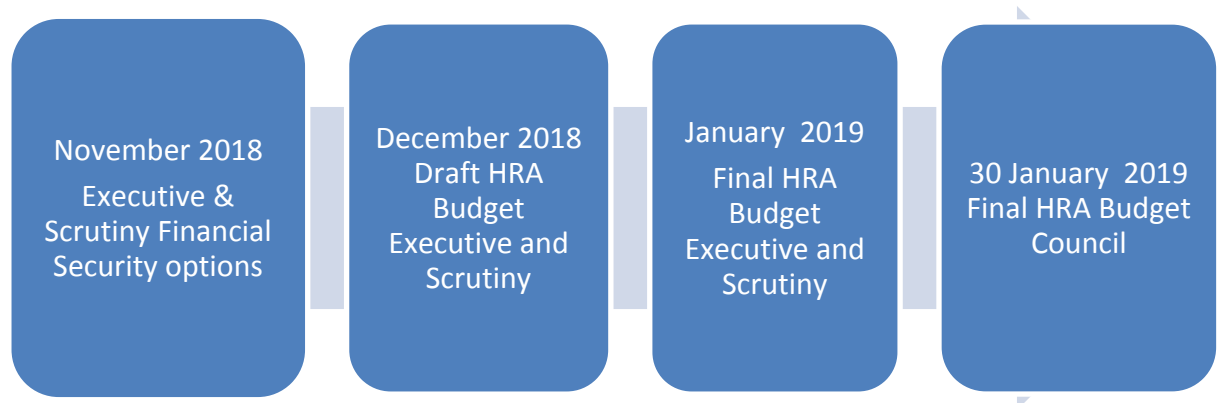 November 2018
Executive &
Scrutiny Financial
Security options
December 2018
Draft HRA
Budget
Executive and
Scrutiny
January 2019
Final HRA
Budget
Executive and
Scrutiny
30 January 2019
Final HRA Budget
Council